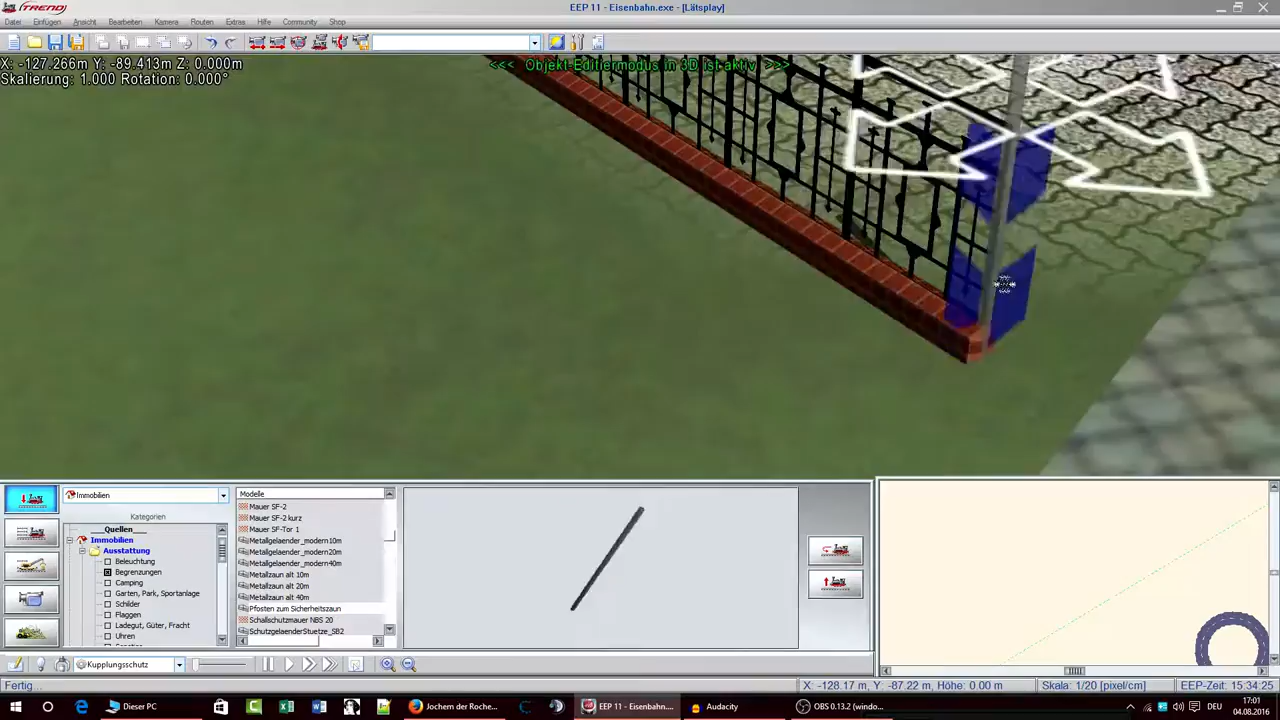 TREND
EEP 11 - Eisenbahn.exe - [Lätsplay]
Datei Einfügen Ansicht Bearbeiten Kamera Routen Extras Hilfe Community Shop
X: -127.266m Y: -89.413m Z: 0.000m
Skalierung: 1.000 Rotation: 0.000°
<<< Objekt-Editiermodus in 3D ist aktiv >>>
Immobilien
Kategorien
__Quellen__
Immobilien
Ausstattung
Beleuchtung
Begrenzungen
Camping
Garten, Park, Sportanlage
Schilder
Flaggen
Ladegut, Güter, Fracht
Uhren
Modelle
Mauer SF-2
Mauer SF-2 kurz
Mauer SF-Tor 1
Metallgelaender_modern10m
Metallgelaender_modern20m
Metallgelaender_modern40m
Metallzaun alt 10m
Metallzaun alt 20m
Metallzaun alt 40m
Pfosten zum Sicherheitszaun
Schallschutzmauer NBS 20
SchutzgelaenderStuetze_SB2
Kupplungsschutz
Fertig...
X: -128.17 m, Y: -87.22 m, Höhe: 0.00 m
Skala: 1/20 [pixel/cm]
EEP-Zeit: 15:34:25
Dieser PC
Jochem der Roche...
EEP 11 - Eisenbahn...
Audacity
OBS 0.13.2 (windo...
DEU
17:01
04.08.2016